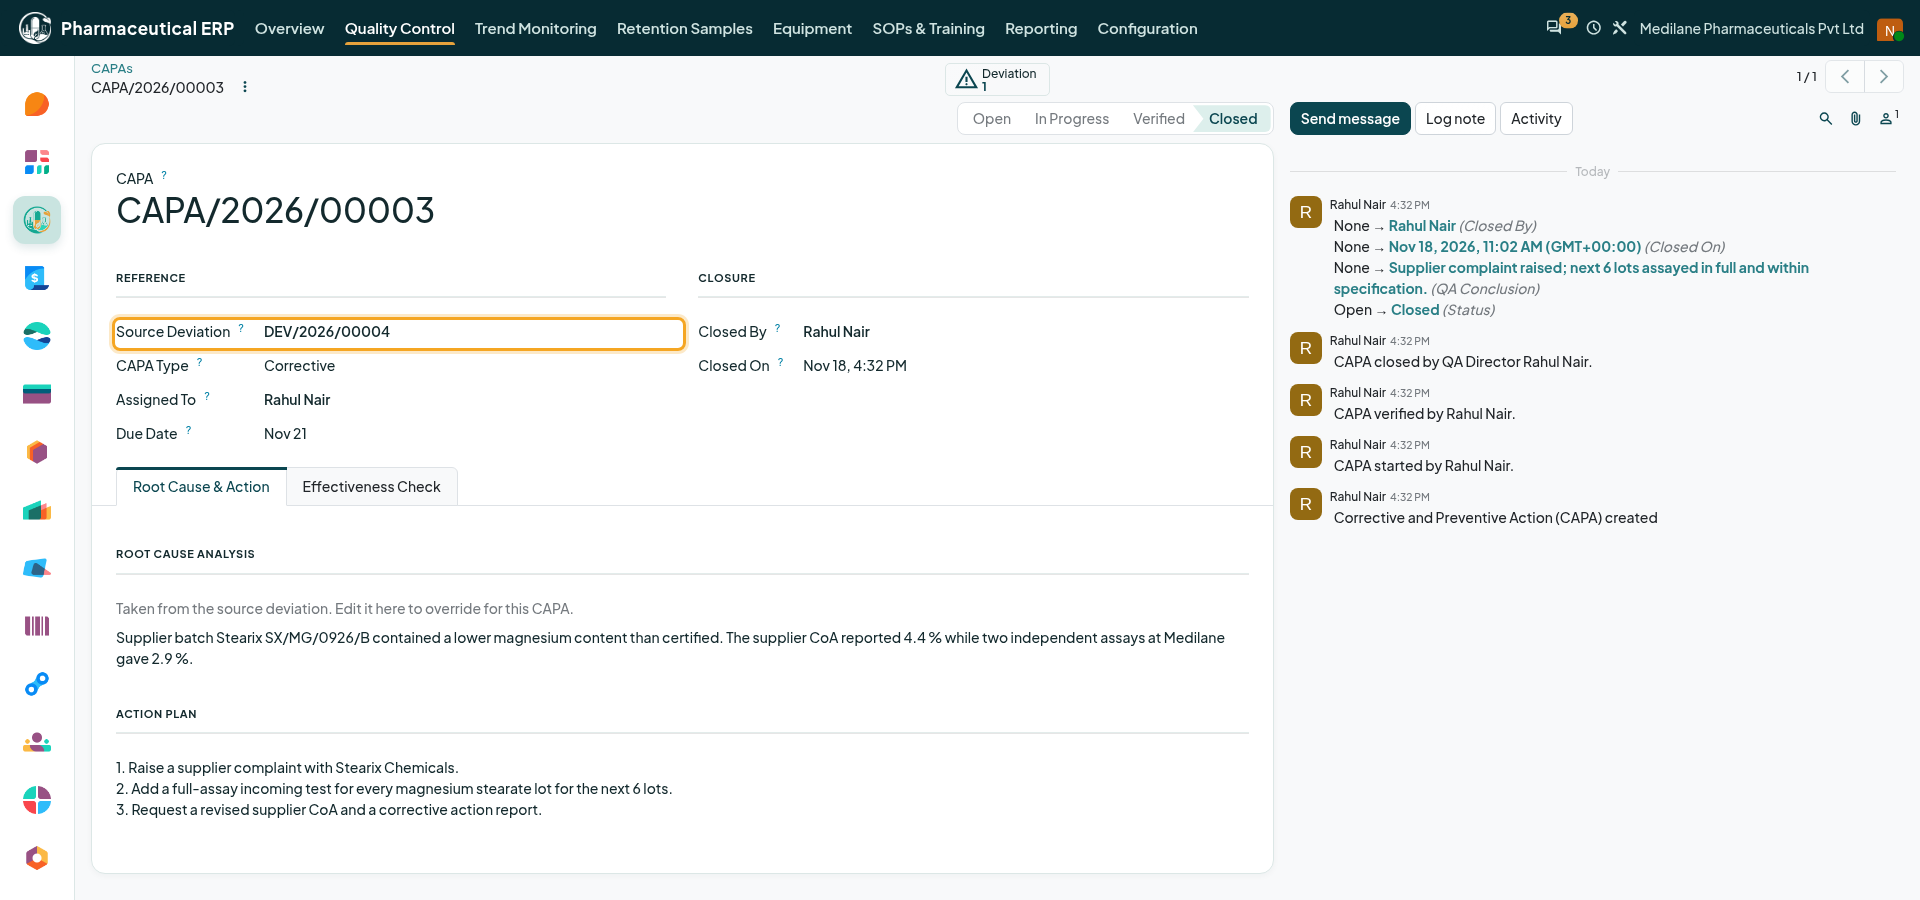 Pharmaceutical ERP
Overview
Quality Control
Trend Monitoring
Retention Samples
Equipment
SOPs & Training
Reporting
Configuration
3
Medilane Pharmaceuticals Pvt Ltd
N
CAPAs
CAPA/2026/00003
Deviation
1
1 / 1
Open
In Progress
Verified
Closed
Send message
Log note
Activity
1
CAPA ?
CAPA/2026/00003
REFERENCE
Source Deviation ? DEV/2026/00004
CAPA Type ? Corrective
Assigned To ? Rahul Nair
Due Date ? Nov 21
CLOSURE
Closed By ? Rahul Nair
Closed On ? Nov 18, 4:32 PM
Root Cause & Action
Effectiveness Check
ROOT CAUSE ANALYSIS
Taken from the source deviation. Edit it here to override for this CAPA.
Supplier batch Stearix SX/MG/0926/B contained a lower magnesium content than certified. The supplier CoA reported 4.4 % while two independent assays at Medilane
gave 2.9 %.
ACTION PLAN
1. Raise a supplier complaint with Stearix Chemicals.
2. Add a full-assay incoming test for every magnesium stearate lot for the next 6 lots.
3. Request a revised supplier CoA and a corrective action report.
Today
R
Rahul Nair 4:32 PM
None → Rahul Nair (Closed By)
None → Nov 18, 2026, 11:02 AM (GMT+00:00) (Closed On)
None → Supplier complaint raised; next 6 lots assayed in full and within
specification. (QA Conclusion)
Open → Closed (Status)
R
Rahul Nair 4:32 PM
CAPA closed by QA Director Rahul Nair.
R
Rahul Nair 4:32 PM
CAPA verified by Rahul Nair.
R
Rahul Nair 4:32 PM
CAPA started by Rahul Nair.
R
Rahul Nair 4:32 PM
Corrective and Preventive Action (CAPA) created